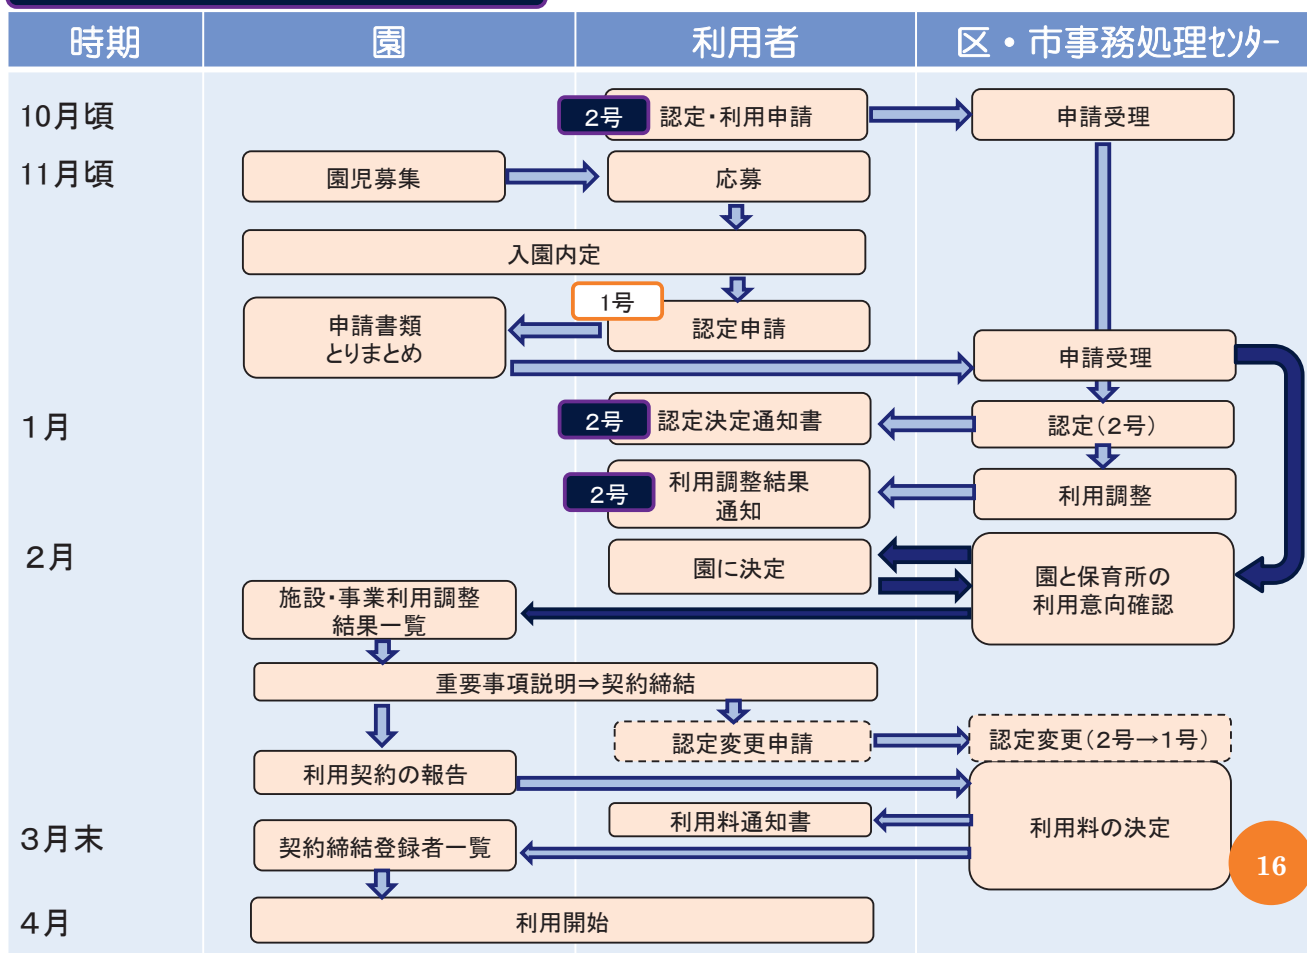 時期
園
利用者
区・市事務処理ｾﾝﾀｰ
10月頃
2号
認定・利用申請
申請受理
11月頃
園児募集
応募
入園内定
1号
認定申請
申請書類
とりまとめ
申請受理
1月
2号
認定決定通知書
認定(2号)
2号
利用調整結果
通知
利用調整
2月
園に決定
園と保育所の
利用意向確認
施設・事業利用調整
結果一覧
重要事項説明⇒契約締結
認定変更申請
認定変更(2号→1号)
利用契約の報告
3月末
利用料通知書
利用料の決定
契約締結登録者一覧
16
4月
利用開始